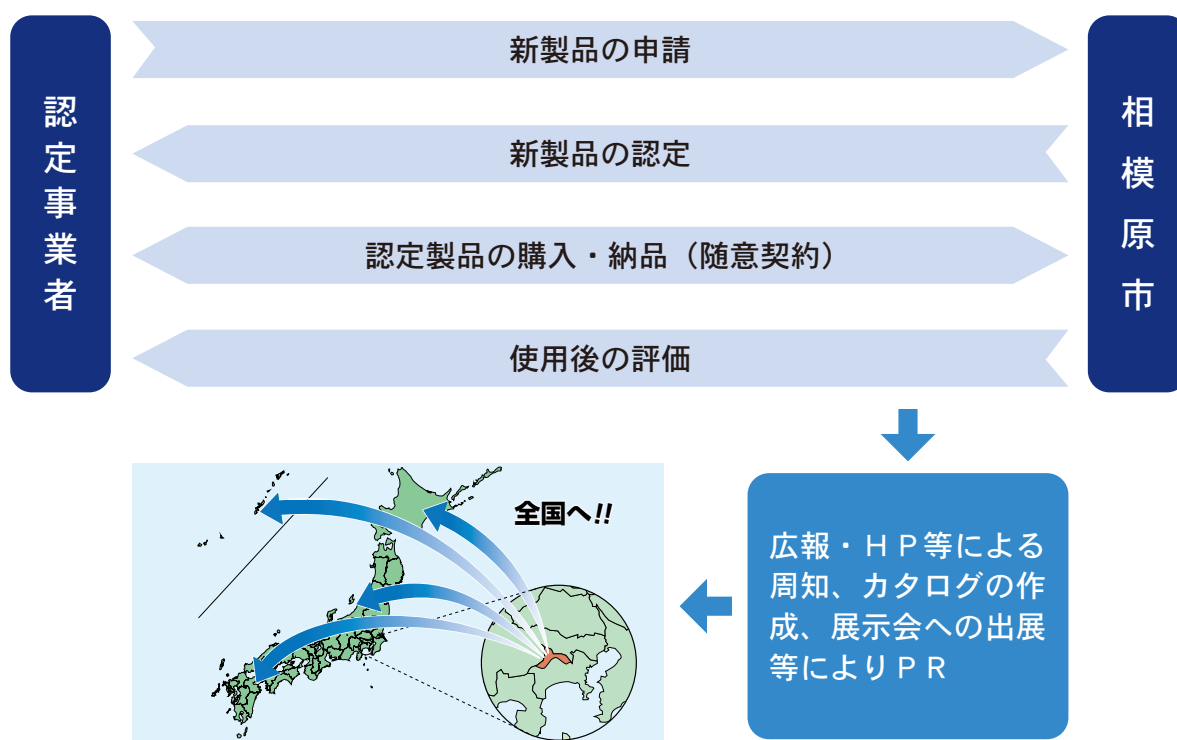 認定事業者
新製品の申請
新製品の認定
認定製品の購入・納品（随意契約）
使用後の評価
相模原市
全国へ!!
広報・ＨＰ等による
周知、カタログの作
成、展示会への出展
等によりＰＲ